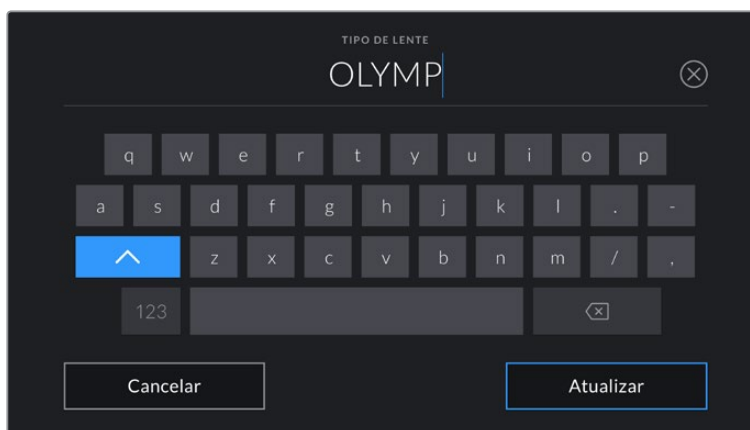 TIPO DE LENTE
OLYMP
q w e r t y u i o p
a s d f g h j k l . -
z x c v b n m / ,
123
Cancelar Atualizar